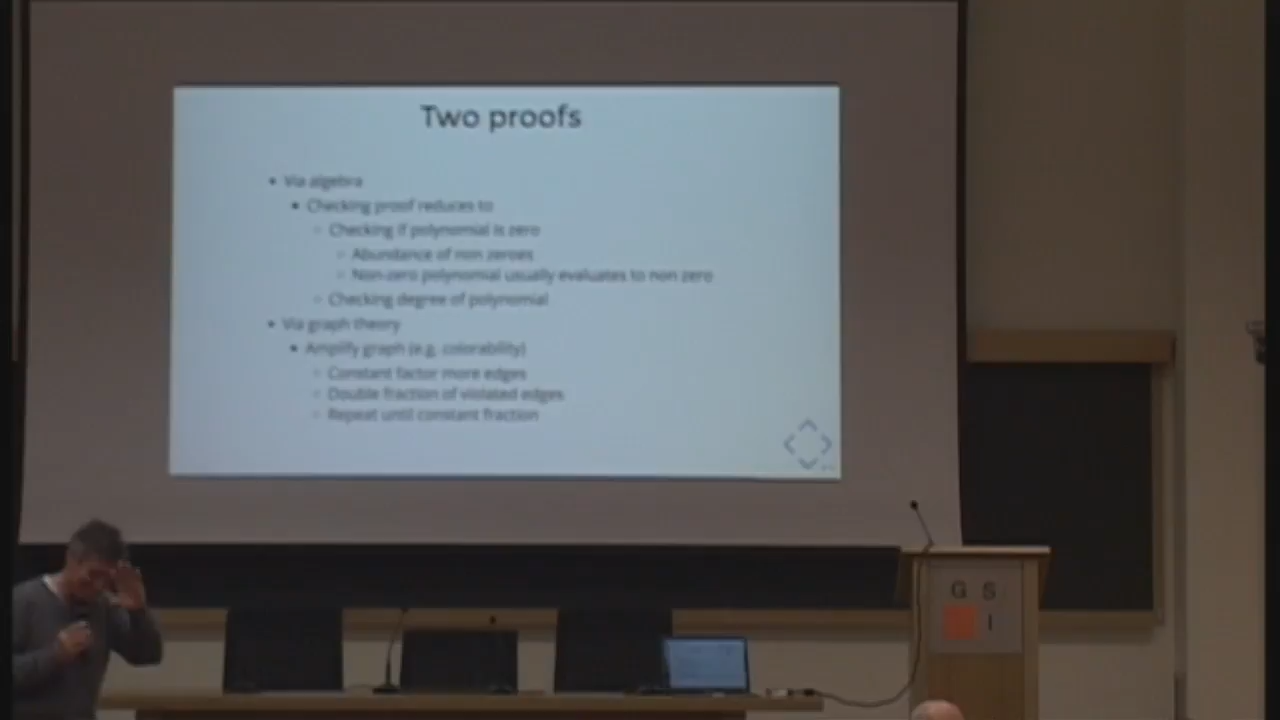 Two proofs
Via algebra
Checking proof reduces to
Checking if polynomial is zero
Abundance of non zeroes
Non-zero polynomial usually evaluates to non zero
Checking degree of polynomial
Via graph theory
Amplify graph (e.g. colorability)
Constant factor more edges
Double fraction of violated edges
Repeat until constant fraction
G S
I